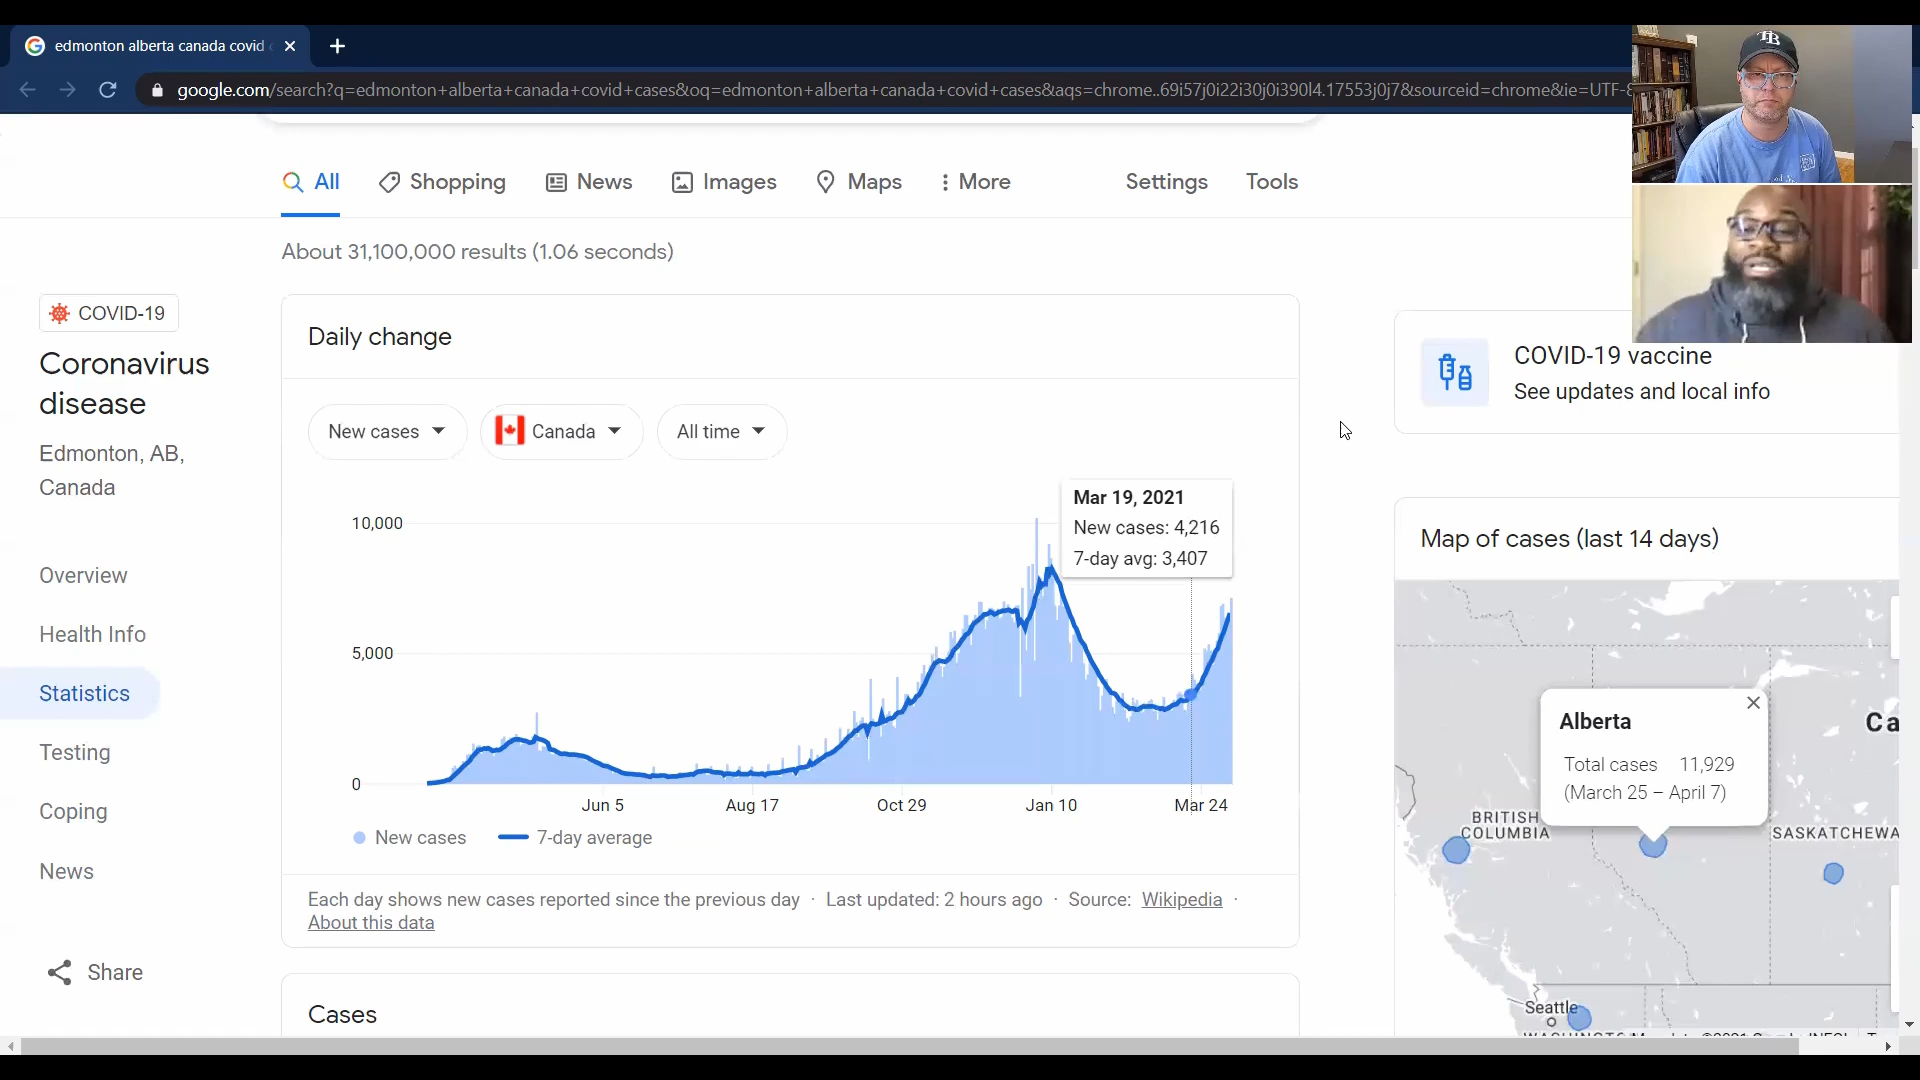 edmonton alberta canada covid
google.com/search?q=edmonton+alberta+canada+covid+cases&oq=edmonton+alberta+canada+covid+cases&aqs=chrome..69i57j0i22i30j0i390l4.17553j0j7&sourceid=chrome&ie=UTF-8
TB
All Shopping News Images Maps More Settings Tools
About 31,100,000 results (1.06 seconds)
COVID-19
Coronavirus
disease
Edmonton, AB,
Canada
Overview
Health Info
Statistics
Testing
Coping
News
Share
Daily change
New cases Canada All time
Mar 19, 2021
New cases: 4,216
7-day avg: 3,407
10,000
5,000
0
Jun 5 Aug 17 Oct 29 Jan 10 Mar 24
New cases 7-day average
Each day shows new cases reported since the previous day · Last updated: 2 hours ago · Source: Wikipedia ·
About this data
Cases
COVID-19 vaccine
See updates and local info
Map of cases (last 14 days)
Ca
Alberta
Total cases 11,929
(March 25 – April 7)
BRITISH
COLUMBIA
SASKATCHEWA
Seattle